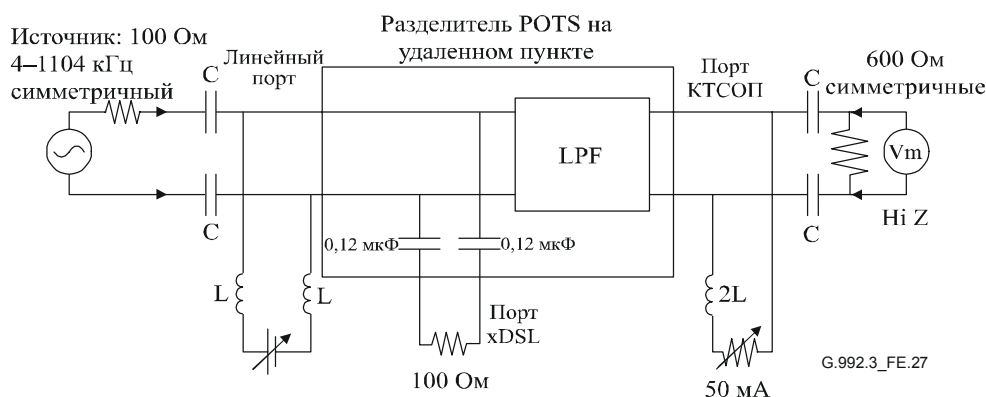 Разделитель POTS на
удаленном пункте
Источник: 100 Ом
4–1104 кГц
симметричный
C
Линейный
порт
Порт
КТСОП
C
600 Ом
симметричные
LPF
Vm
C
0,12 мкФ
0,12 мкФ
C
Hi Z
L
L
2L
Порт
xDSL
100 Ом
50 мА
G.992.3_FE.27